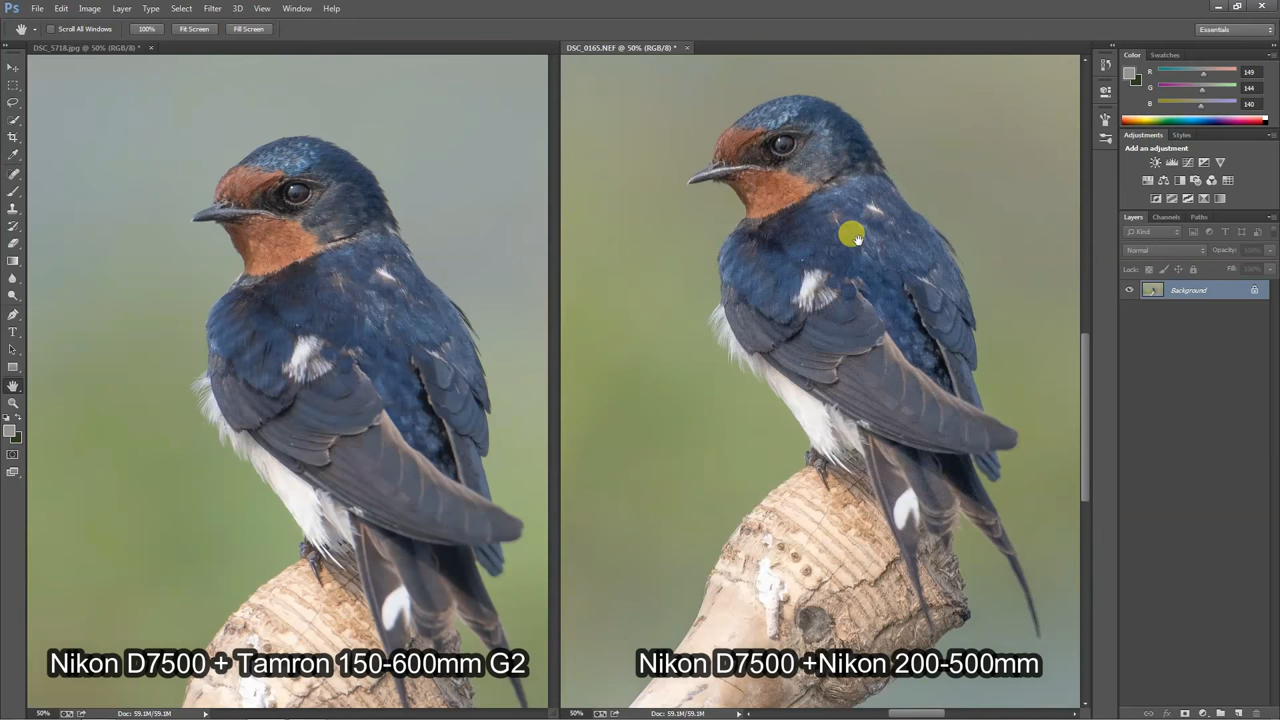 Ps File Edit Image Layer Type Select Filter 3D View Window Help
Scroll All Windows 100% Fit Screen Fill Screen Essentials
DSC_5718.jpg @ 50% (RGB/8) * × DSC_0165.NEF @ 50% (RGB/8) * ×
Color Swatches
R 149
G 144
B 140
Adjustments Styles
Add an adjustment
Layers Channels Paths
Kind
Normal Opacity: 100%
Lock: Fill: 100%
Background
Nikon D7500 + Tamron 150-600mm G2
Nikon D7500 +Nikon 200-500mm
50% Doc: 59.1M/59.1M 50% Doc: 59.1M/59.1M